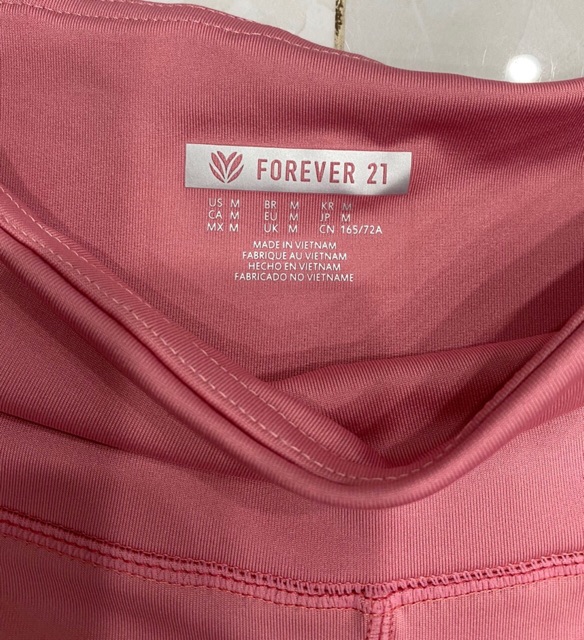 FOREVER 21
US M BR M KR M
CA M EU M JP M
MX M UK M CN 165/72A
MADE IN VIETNAM
FABRIQUE AU VIETNAM
HECHO EN VIETNAM
FABRICADO NO VIETNAME